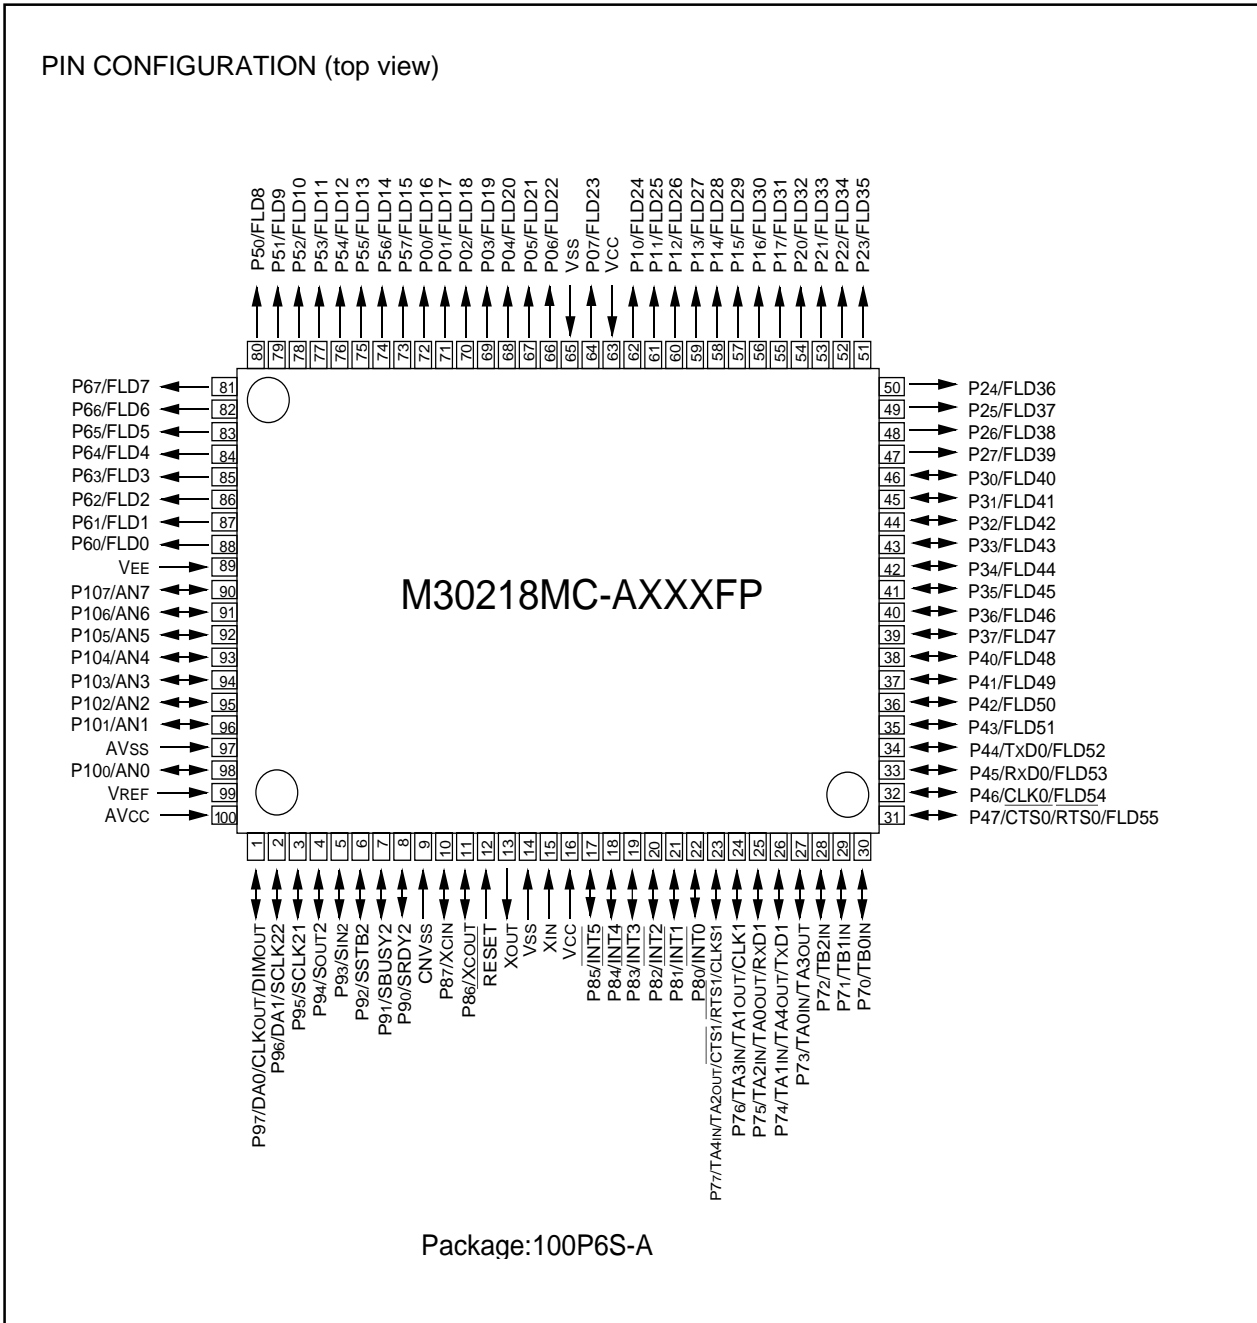 PIN CONFIGURATION (top view)
P50/FLD8
P51/FLD9
P52/FLD10
P53/FLD11
P54/FLD12
P55/FLD13
P56/FLD14
P57/FLD15
P00/FLD16
P01/FLD17
P02/FLD18
P03/FLD19
P04/FLD20
P05/FLD21
P06/FLD22
VSS
P07/FLD23
VCC
P10/FLD24
P11/FLD25
P12/FLD26
P13/FLD27
P14/FLD28
P15/FLD29
P16/FLD30
P17/FLD31
P20/FLD32
P21/FLD33
P22/FLD34
P23/FLD35
80 79 78 77 76 75 74 73 72 71 70 69 68 67 66 65 64 63 62 61 60 59 58 57 56 55 54 53 52 51
P67/FLD7 81
P66/FLD6 82
P65/FLD5 83
P64/FLD4 84
P63/FLD3 85
P62/FLD2 86
P61/FLD1 87
P60/FLD0 88
VEE 89
P107/AN7 90
P106/AN6 91
P105/AN5 92
P104/AN4 93
P103/AN3 94
P102/AN2 95
P101/AN1 96
AVSS 97
P100/AN0 98
VREF 99
AVCC 100
M30218MC-AXXXFP
50 P24/FLD36
49 P25/FLD37
48 P26/FLD38
47 P27/FLD39
46 P30/FLD40
45 P31/FLD41
44 P32/FLD42
43 P33/FLD43
42 P34/FLD44
41 P35/FLD45
40 P36/FLD46
39 P37/FLD47
38 P40/FLD48
37 P41/FLD49
36 P42/FLD50
35 P43/FLD51
34 P44/TXD0/FLD52
33 P45/RXD0/FLD53
32 P46/CLK0/FLD54
31 P47/CTS0/RTS0/FLD55
1 2 3 4 5 6 7 8 9 10 11 12 13 14 15 16 17 18 19 20 21 22 23 24 25 26 27 28 29 30
P97/DA0/CLKOUT/DIMOUT
P96/DA1/SCLK22
P95/SCLK21
P94/SOUT2
P93/SIN2
P92/SSTB2
P91/SBUSY2
P90/SRDY2
CNVSS
P87/XCIN
P86/XCOUT
RESET
XOUT
VSS
XIN
VCC
P85/INT5
P84/INT4
P83/INT3
P82/INT2
P81/INT1
P80/INT0
P77/TA4IN/TA2OUT/CTS1/RTS1/CLKS1
P76/TA3IN/TA1OUT/CLK1
P75/TA2IN/TA0OUT/RXD1
P74/TA1IN/TA4OUT/TXD1
P73/TA0IN/TA3OUT
P72/TB2IN
P71/TB1IN
P70/TB0IN
Package:100P6S-A